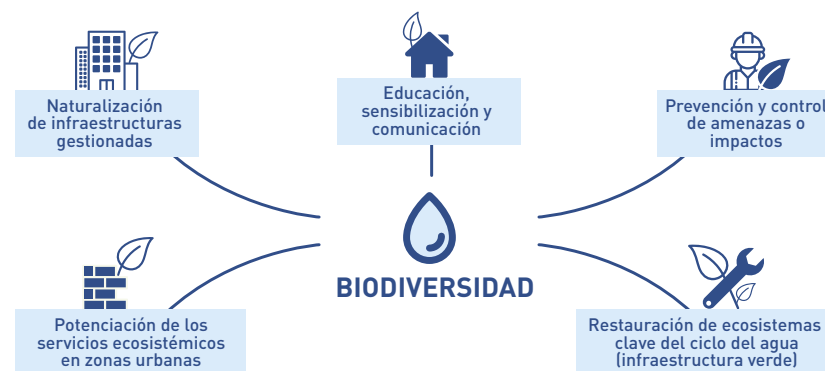 Naturalización
de infraestructuras
gestionadas
Educación,
sensibilización y
comunicación
Prevención y control
de amenazas o
impactos
BIODIVERSIDAD
Potenciación de los
servicios ecosistémicos
en zonas urbanas
Restauración de ecosistemas
clave del ciclo del agua
(infraestructura verde)